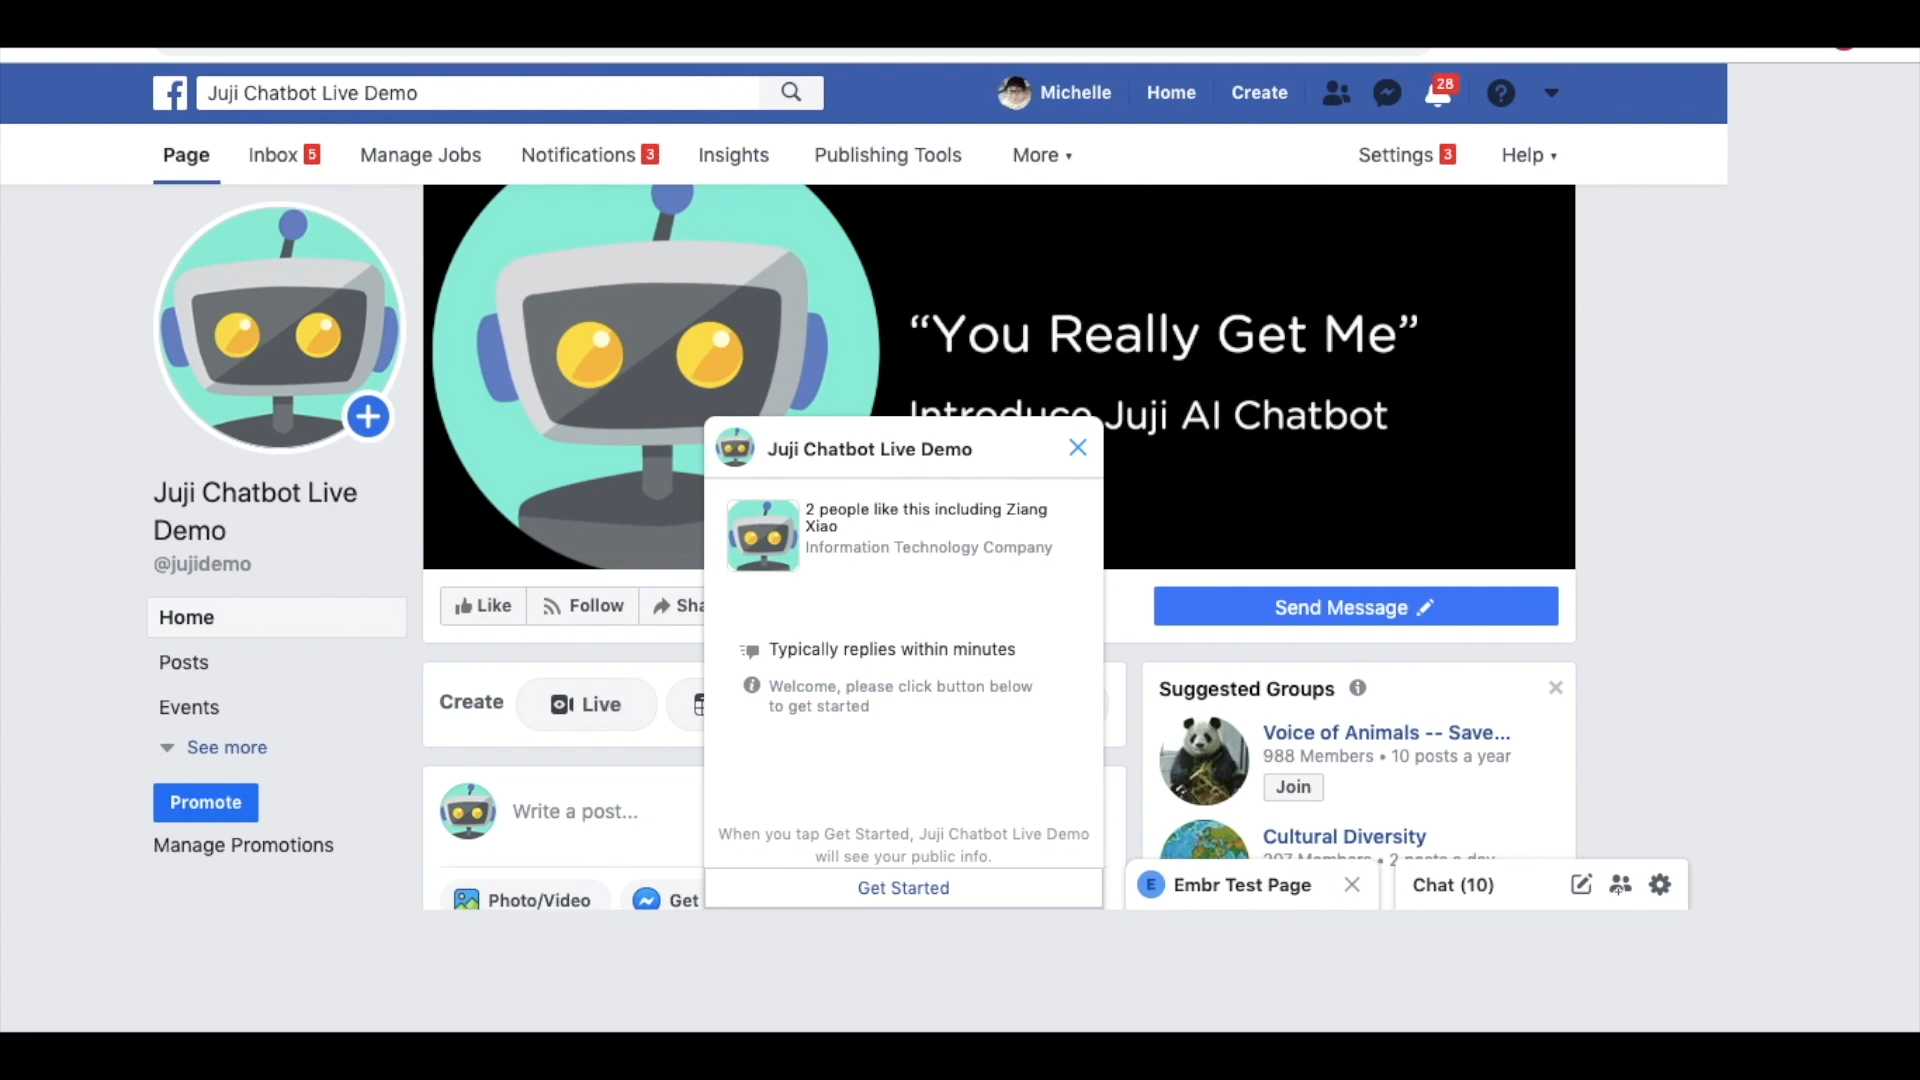 Juji Chatbot Live Demo
Michelle
Home
Create
28
Page
Inbox 5
Manage Jobs
Notifications 3
Insights
Publishing Tools
More
Settings 3
Help
“You Really Get Me”
Introduce Juji AI Chatbot
Juji Chatbot Live
Demo
@jujidemo
Home
Posts
Events
See more
Promote
Manage Promotions
Like
Follow
Sha
Send Message
Create
Live
Write a post...
Photo/Video
Get
Juji Chatbot Live Demo
2 people like this including Ziang
Xiao
Information Technology Company
Typically replies within minutes
Welcome, please click button below
to get started
When you tap Get Started, Juji Chatbot Live Demo
will see your public info.
Get Started
Suggested Groups
Voice of Animals -- Save...
988 Members • 10 posts a year
Join
Cultural Diversity
E Embr Test Page
Chat (10)